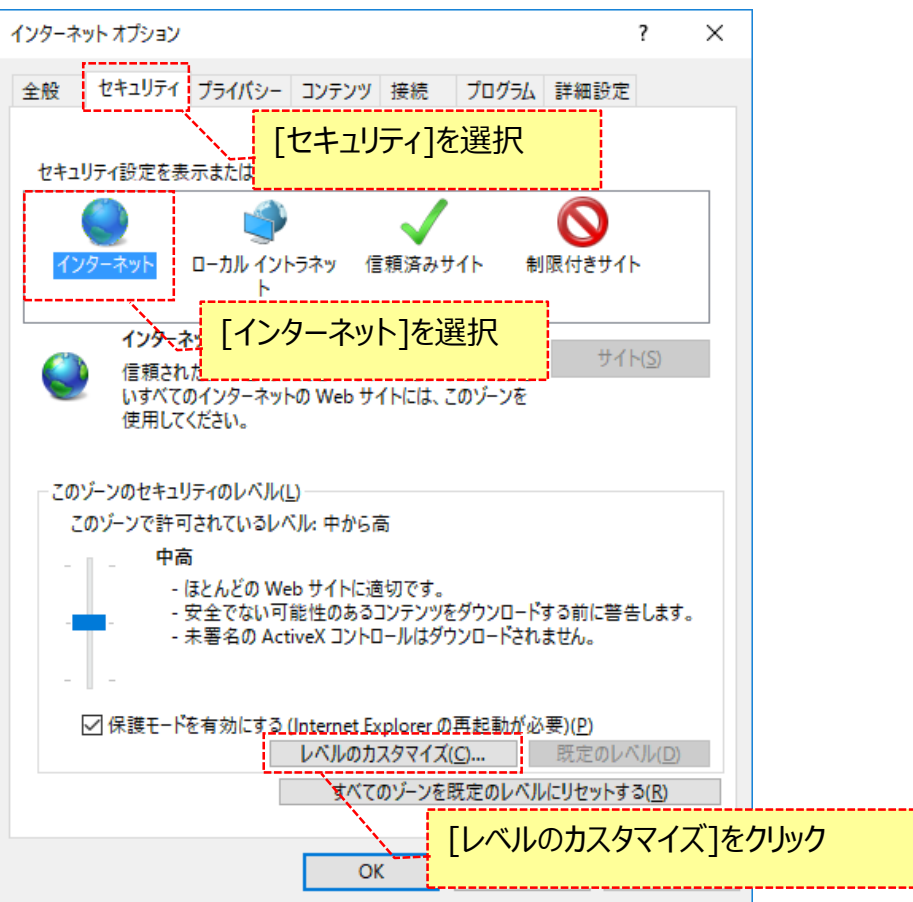 インターネット オプション ? ×
全般 セキュリティ プライバシー コンテンツ 接続 プログラム 詳細設定
[セキュリティ]を選択
セキュリティ設定を表示または
インターネット ローカル イントラネッ 信頼済みサイト 制限付きサイト
ト
[インターネット]を選択
インターネッ
サイト(S)
信頼された
いすべてのインターネットの Web サイトには、このゾーンを
使用してください。
このゾーンのセキュリティのレベル(L)
このゾーンで許可されているレベル: 中から高
中高
- ほとんどの Web サイトに適切です。
- 安全でない可能性のあるコンテンツをダウンロードする前に警告します。
- 未署名の ActiveX コントロールはダウンロードされません。
保護モードを有効にする (Internet Explorer の再起動が必要)(P)
レベルのカスタマイズ(C)... 既定のレベル(D)
すべてのゾーンを既定のレベルにリセットする(R)
[レベルのカスタマイズ]をクリック
OK